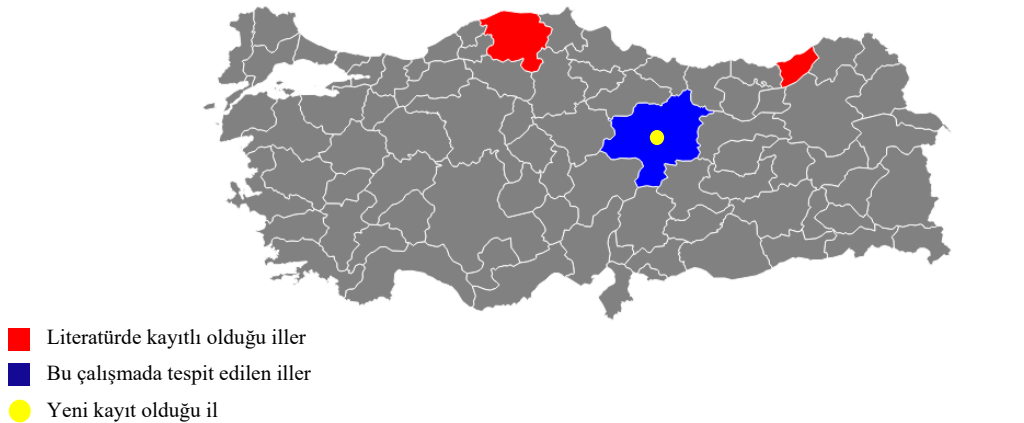 Literatürde kayıtlı olduğu iller
Bu çalışmada tespit edilen iller
Yeni kayıt olduğu il